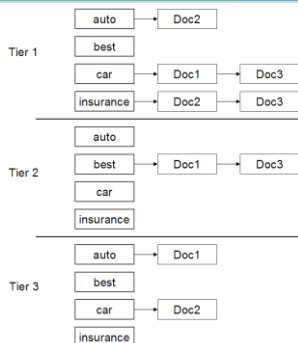 auto Doc2
best
Tier 1
car Doc1 Doc3
insurance Doc2 Doc3
auto
best Doc1 Doc3
Tier 2
car
insurance
auto Doc1
best
Tier 3
car Doc2
insurance